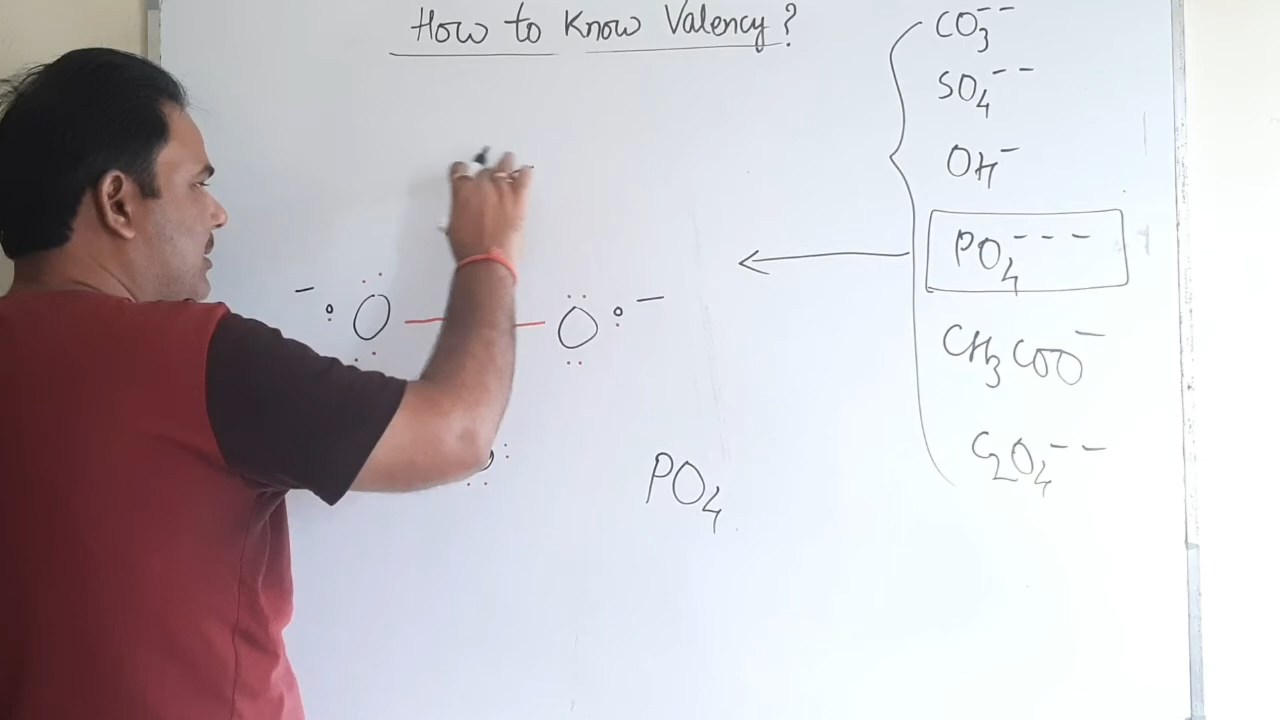 How to Know Valency?
CO₃⁻⁻
SO₄⁻⁻
OH⁻
PO₄⁻⁻⁻
CH₃COO⁻
C₂O₄⁻⁻
⁻ O — O ⁻
PO₄